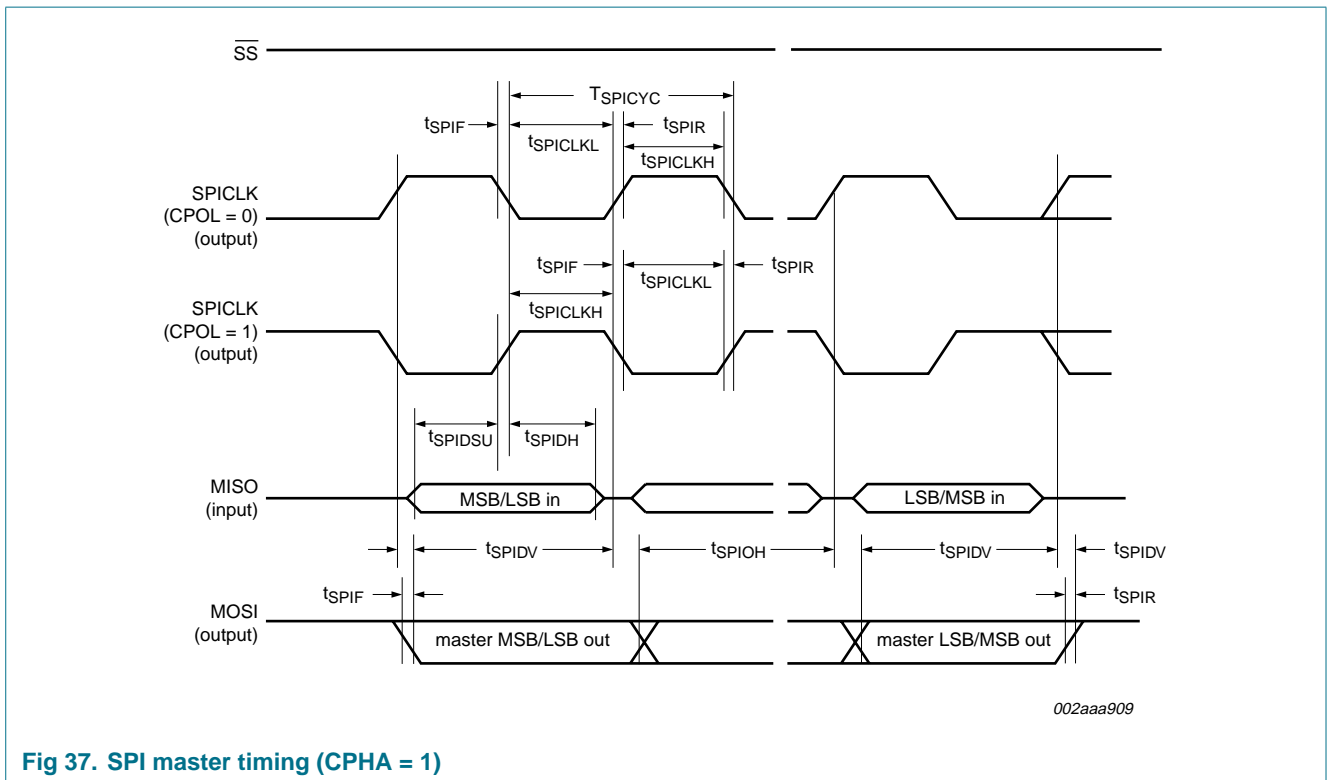 SS
TSPICYC
tSPIF
tSPIR
tSPICLKL
tSPICLKH
SPICLK
(CPOL = 0)
(output)
tSPIF
tSPICLKL
tSPIR
tSPICLKH
SPICLK
(CPOL = 1)
(output)
tSPIDSU
tSPIDH
MISO
(input)
MSB/LSB in
LSB/MSB in
tSPIDV
tSPIOH
tSPIDV
tSPIDV
tSPIF
tSPIR
MOSI
(output)
master MSB/LSB out
master LSB/MSB out
002aaa909
Fig 37. SPI master timing (CPHA = 1)